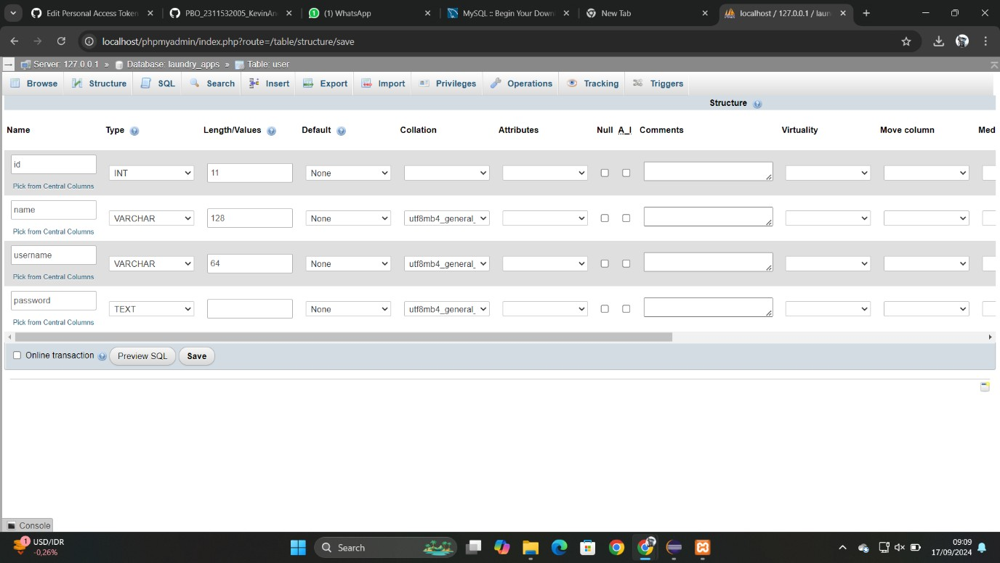 Edit Personal Access Token
PBO_2311532005_KevinAn
(1) WhatsApp
MySQL :: Begin Your Down
New Tab
localhost / 127.0.0.1 / laun
localhost/phpmyadmin/index.php?route=/table/structure/save
Server: 127.0.0.1 » Database: laundry_apps » Table: user
Browse Structure SQL Search Insert Export Import Privileges Operations Tracking Triggers
Structure
Name Type Length/Values Default Collation Attributes Null A_I Comments Virtuality Move column Med
id INT 11 None
Pick from Central Columns
name VARCHAR 128 None utf8mb4_general_
Pick from Central Columns
username VARCHAR 64 None utf8mb4_general_
Pick from Central Columns
password TEXT None utf8mb4_general_
Pick from Central Columns
Online transaction Preview SQL Save
Console
1 USD/IDR
-0,26%
Search
09:09
17/09/2024